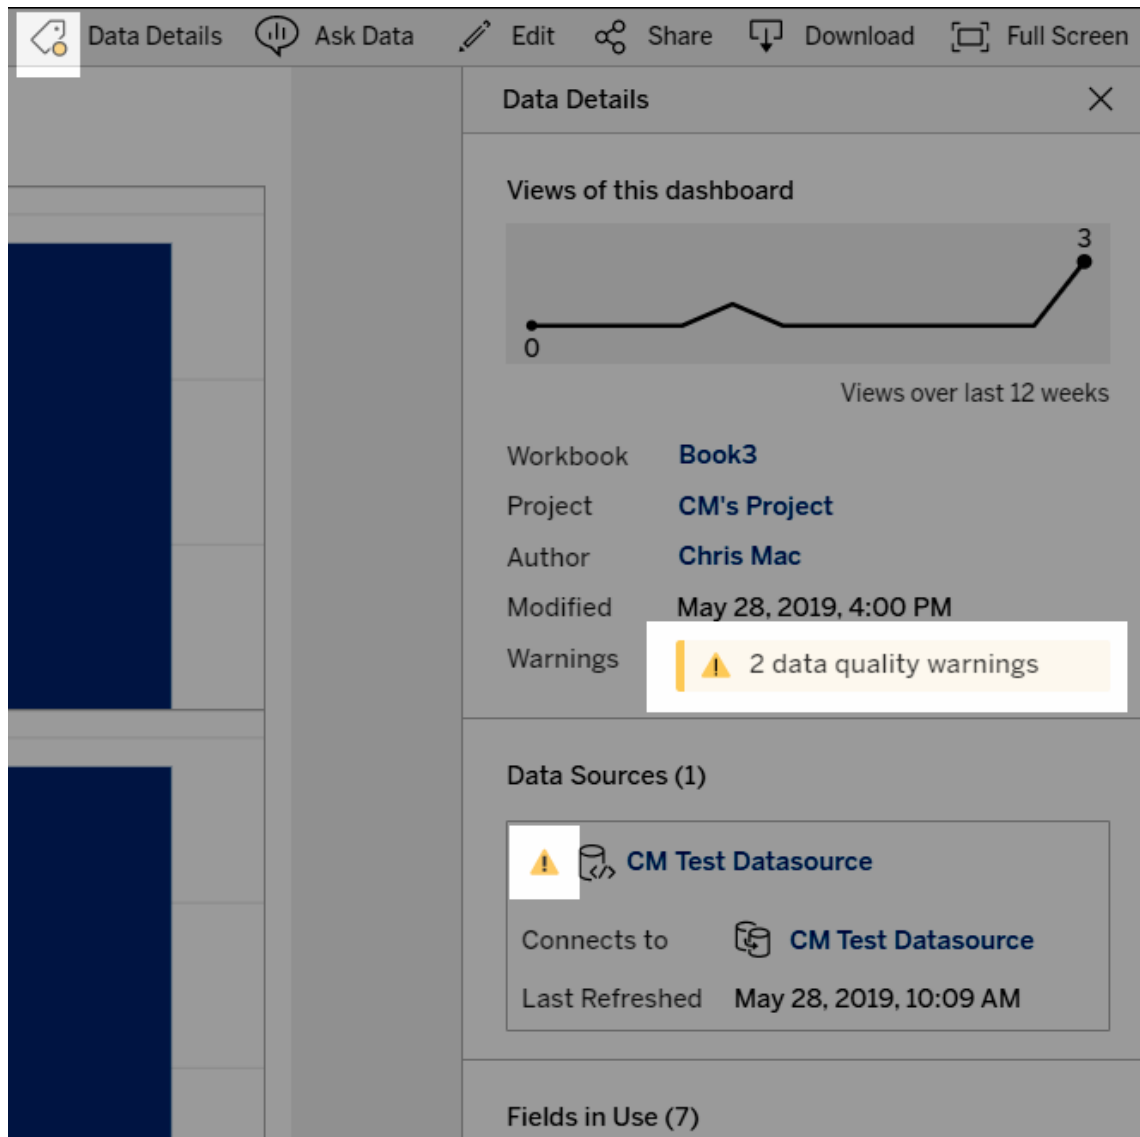 Data Details Ask Data Edit Share Download Full Screen
Data Details
Views of this dashboard
3
0
Views over last 12 weeks
Workbook Book3
Project CM's Project
Author Chris Mac
Modified May 28, 2019, 4:00 PM
Warnings 2 data quality warnings
Data Sources (1)
CM Test Datasource
Connects to CM Test Datasource
Last Refreshed May 28, 2019, 10:09 AM
Fields in Use (7)